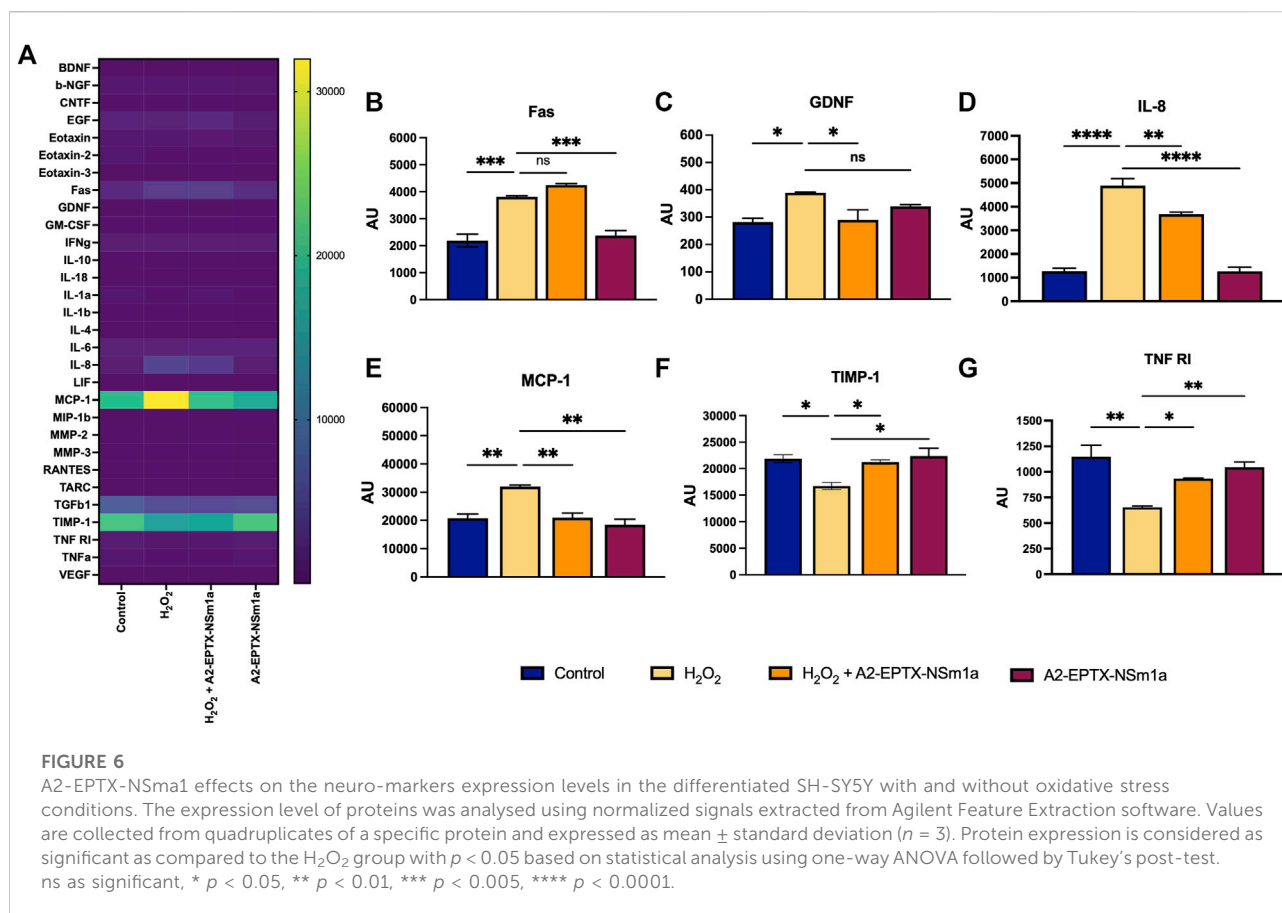 A
BDNF
b-NGF
CNTF
EGF
Eotaxin
Eotaxin-2
Eotaxin-3
Fas
GDNF
GM-CSF
IFNg
IL-10
IL-18
IL-1a
IL-1b
IL-4
IL-6
IL-8
LIF
MCP-1
MIP-1b
MMP-2
MMP-3
RANTES
TARC
TGFb1
TIMP-1
TNF RI
TNFa
VEGF
Control
H₂O₂
H₂O₂ + A2-EPTX-NSm1a
A2-EPTX-NSm1a
30000
20000
10000
B
Fas
AU
6000
5000
4000
3000
2000
1000
0
***
ns
***
C
GDNF
AU
600
500
400
300
200
100
0
*
*
ns
D
IL-8
AU
7000
6000
5000
4000
3000
2000
1000
0
****
**
****
E
MCP-1
AU
60000
50000
40000
30000
20000
10000
0
**
**
**
F
TIMP-1
AU
30000
25000
20000
15000
10000
5000
0
*
*
*
G
TNF RI
AU
1500
1250
1000
750
500
250
0
**
*
**
Control
H₂O₂
H₂O₂ + A2-EPTX-NSm1a
A2-EPTX-NSm1a
FIGURE 6
A2-EPTX-NSma1 effects on the neuro-markers expression levels in the differentiated SH-SY5Y with and without oxidative stress
conditions. The expression level of proteins was analysed using normalized signals extracted from Agilent Feature Extraction software. Values
are collected from quadruplicates of a specific protein and expressed as mean ± standard deviation (n = 3). Protein expression is considered as
significant as compared to the H₂O₂ group with p < 0.05 based on statistical analysis using one-way ANOVA followed by Tukey's post-test.
ns as significant, * p < 0.05, ** p < 0.01, *** p < 0.005, **** p < 0.0001.